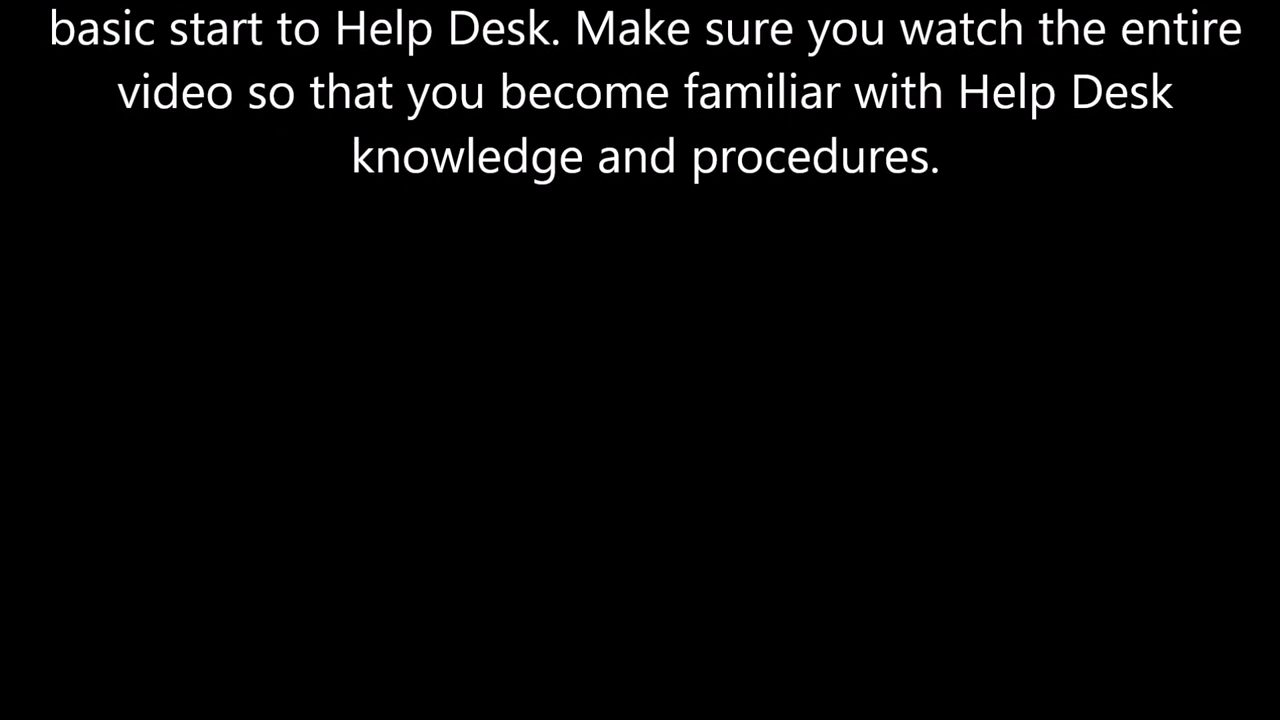 basic start to Help Desk. Make sure you watch the entire
video so that you become familiar with Help Desk
knowledge and procedures.